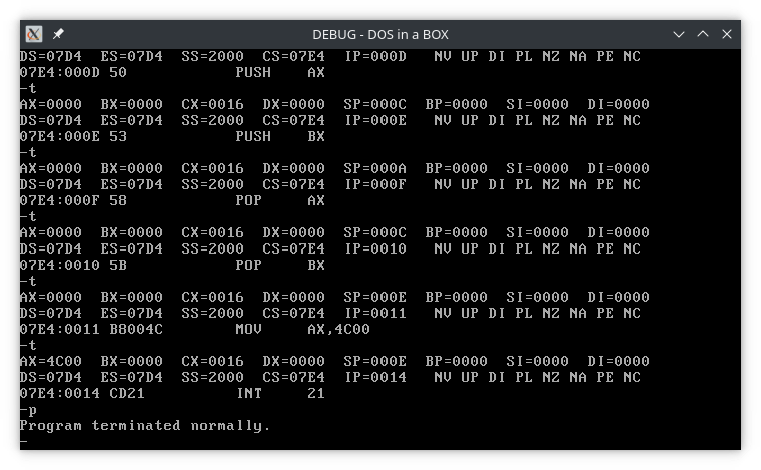 DEBUG - DOS in a BOX
DS=07D4  ES=07D4  SS=2000  CS=07E4  IP=000D   NV UP DI PL NZ NA PE NC
07E4:000D 50            PUSH    AX
-t
AX=0000  BX=0000  CX=0016  DX=0000  SP=000C  BP=0000  SI=0000  DI=0000
DS=07D4  ES=07D4  SS=2000  CS=07E4  IP=000E   NV UP DI PL NZ NA PE NC
07E4:000E 53            PUSH    BX
-t
AX=0000  BX=0000  CX=0016  DX=0000  SP=000A  BP=0000  SI=0000  DI=0000
DS=07D4  ES=07D4  SS=2000  CS=07E4  IP=000F   NV UP DI PL NZ NA PE NC
07E4:000F 58            POP     AX
-t
AX=0000  BX=0000  CX=0016  DX=0000  SP=000C  BP=0000  SI=0000  DI=0000
DS=07D4  ES=07D4  SS=2000  CS=07E4  IP=0010   NV UP DI PL NZ NA PE NC
07E4:0010 5B            POP     BX
-t
AX=0000  BX=0000  CX=0016  DX=0000  SP=000E  BP=0000  SI=0000  DI=0000
DS=07D4  ES=07D4  SS=2000  CS=07E4  IP=0011   NV UP DI PL NZ NA PE NC
07E4:0011 B8004C        MOV     AX,4C00
-t
AX=4C00  BX=0000  CX=0016  DX=0000  SP=000E  BP=0000  SI=0000  DI=0000
DS=07D4  ES=07D4  SS=2000  CS=07E4  IP=0014   NV UP DI PL NZ NA PE NC
07E4:0014 CD21          INT     21
-p
Program terminated normally.
-